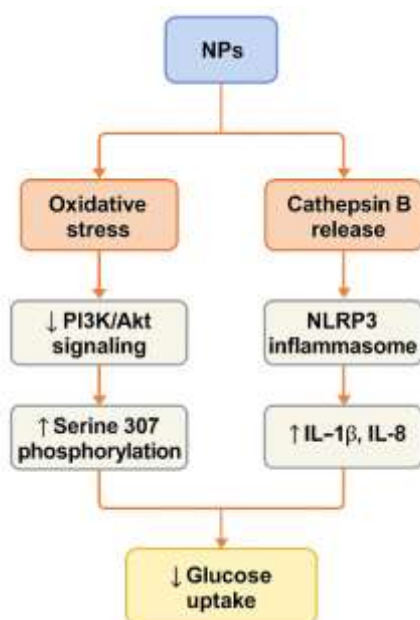 NPs
Oxidative
stress
Cathepsin B
release
↓ PI3K/Akt
signaling
NLRP3
inflammasome
↑ Serine 307
phosphorylation
↑ IL–1β, IL-8
↓ Glucose
uptake